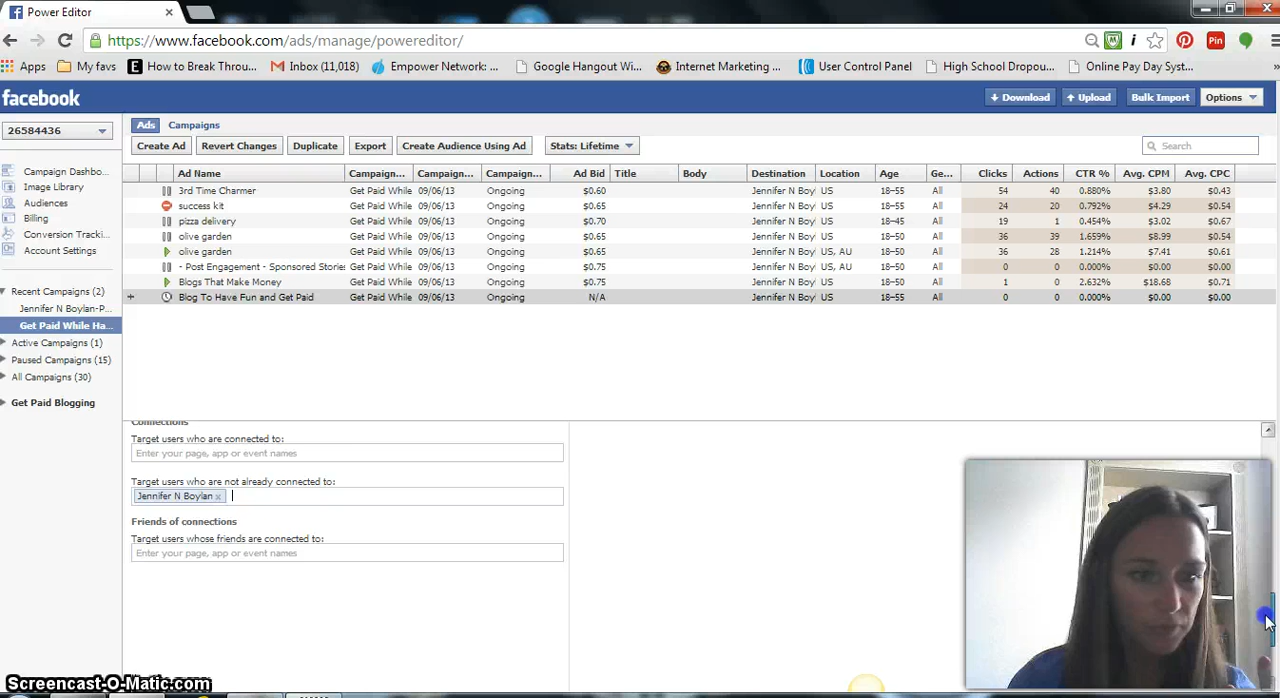 Power Editor ×
https://www.facebook.com/ads/manage/powereditor/
Apps My favs How to Break Throu... Inbox (11,018) Empower Network: ... Google Hangout Wi... Internet Marketing ... User Control Panel High School Dropou... Online Pay Day Syst... »
facebook Download Upload Bulk Import Options
26584436 Ads Campaigns
Create Ad Revert Changes Duplicate Export Create Audience Using Ad Stats: Lifetime Search
Campaign Dashbo...
Image Library
Audiences
Billing
Conversion Tracki...
Account Settings
Recent Campaigns (2)
Jennifer N Boylan-P...
Get Paid While Ha...
Active Campaigns (1)
Paused Campaigns (15)
All Campaigns (30)
Get Paid Blogging
Ad Name Campaign... Campaign... Campaign... Ad Bid Title Body Destination Location Age Ge... Clicks Actions CTR % Avg. CPM Avg. CPC
3rd Time Charmer Get Paid While 09/06/13 Ongoing $0.60 Jennifer N Boyl US 18–55 All 54 40 0.880% $3.80 $0.43
success kit Get Paid While 09/06/13 Ongoing $0.65 Jennifer N Boyl US 18–55 All 24 20 0.792% $4.29 $0.54
pizza delivery Get Paid While 09/06/13 Ongoing $0.70 Jennifer N Boyl US 18–45 All 19 1 0.454% $3.02 $0.67
olive garden Get Paid While 09/06/13 Ongoing $0.65 Jennifer N Boyl US 18–50 All 36 39 1.659% $8.99 $0.54
olive garden Get Paid While 09/06/13 Ongoing $0.65 Jennifer N Boyl US, AU 18–50 All 36 28 1.214% $7.41 $0.61
- Post Engagement - Sponsored Stories Get Paid While 09/06/13 Ongoing $0.75 Jennifer N Boyl US, AU 18–50 All 0 0 0.000% $0.00 $0.00
Blogs That Make Money Get Paid While 09/06/13 Ongoing $0.75 Jennifer N Boyl US 18–50 All 1 0 2.632% $18.68 $0.71
Blog To Have Fun and Get Paid Get Paid While 09/06/13 Ongoing N/A Jennifer N Boyl US 18–55 All 0 0 0.000% $0.00 $0.00
Connections
Target users who are connected to:
Enter your page, app or event names
Target users who are not already connected to:
Jennifer N Boylan x
Friends of connections
Target users whose friends are connected to:
Enter your page, app or event names
Screencast-O-Matic.com